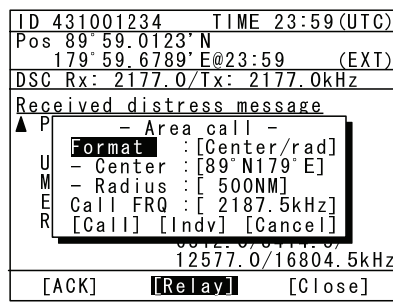 ID 431001234 TIME 23:59(UTC)
Pos 89°59.0123'N
179°59.6789'E@23:59 (EXT)
DSC Rx: 2177.0/Tx: 2177.0kHz
Received distress message
▲ P
– Area call –
Format :[Center/rad]
U – Center :[89°N179°E]
M – Radius :[ 500NM]
E Call FRQ :[ 2187.5kHz]
R [Call] [Indv] [Cancel]
12577.0/16804.5kHz
[ACK] [Relay] [Close]